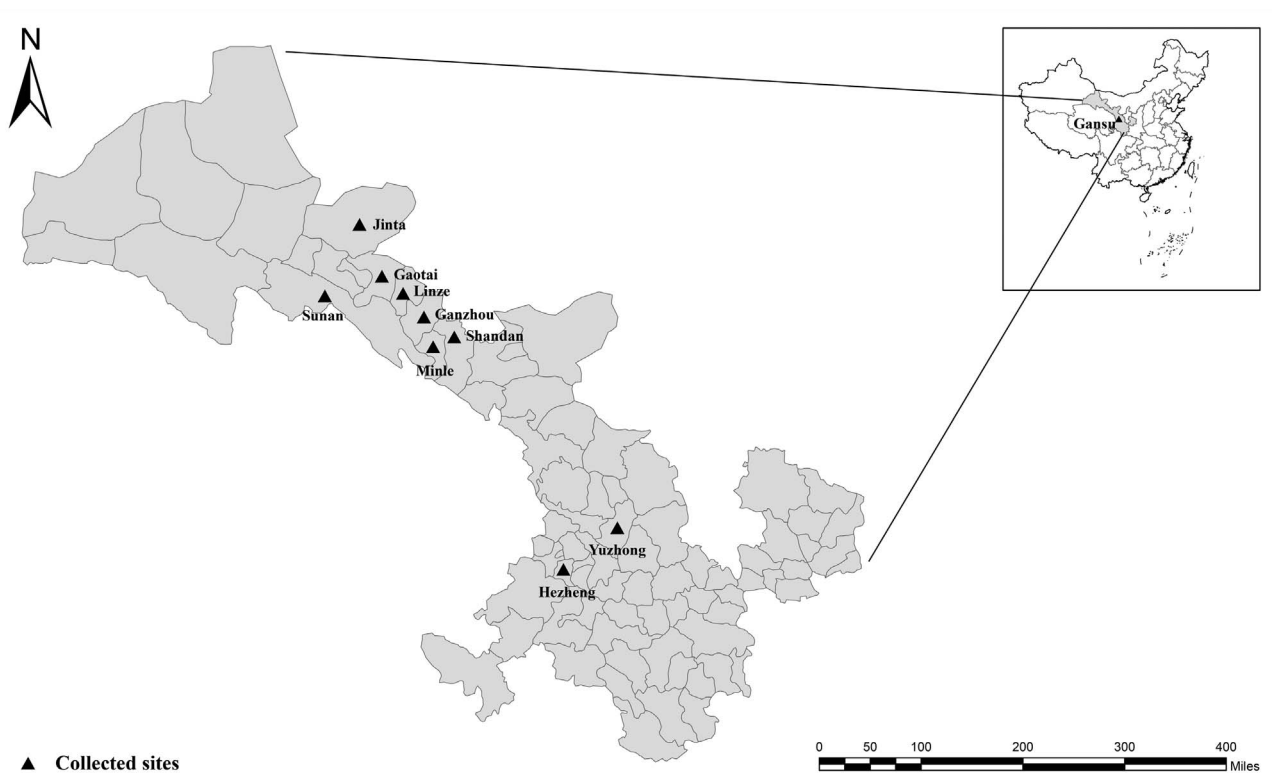 N
Gansu
Jinta
Gaotai
Linze
Sunan
Ganzhou
Shandan
Minle
Yuzhong
Hezheng
Collected sites
0 50 100 200 300 400
Miles